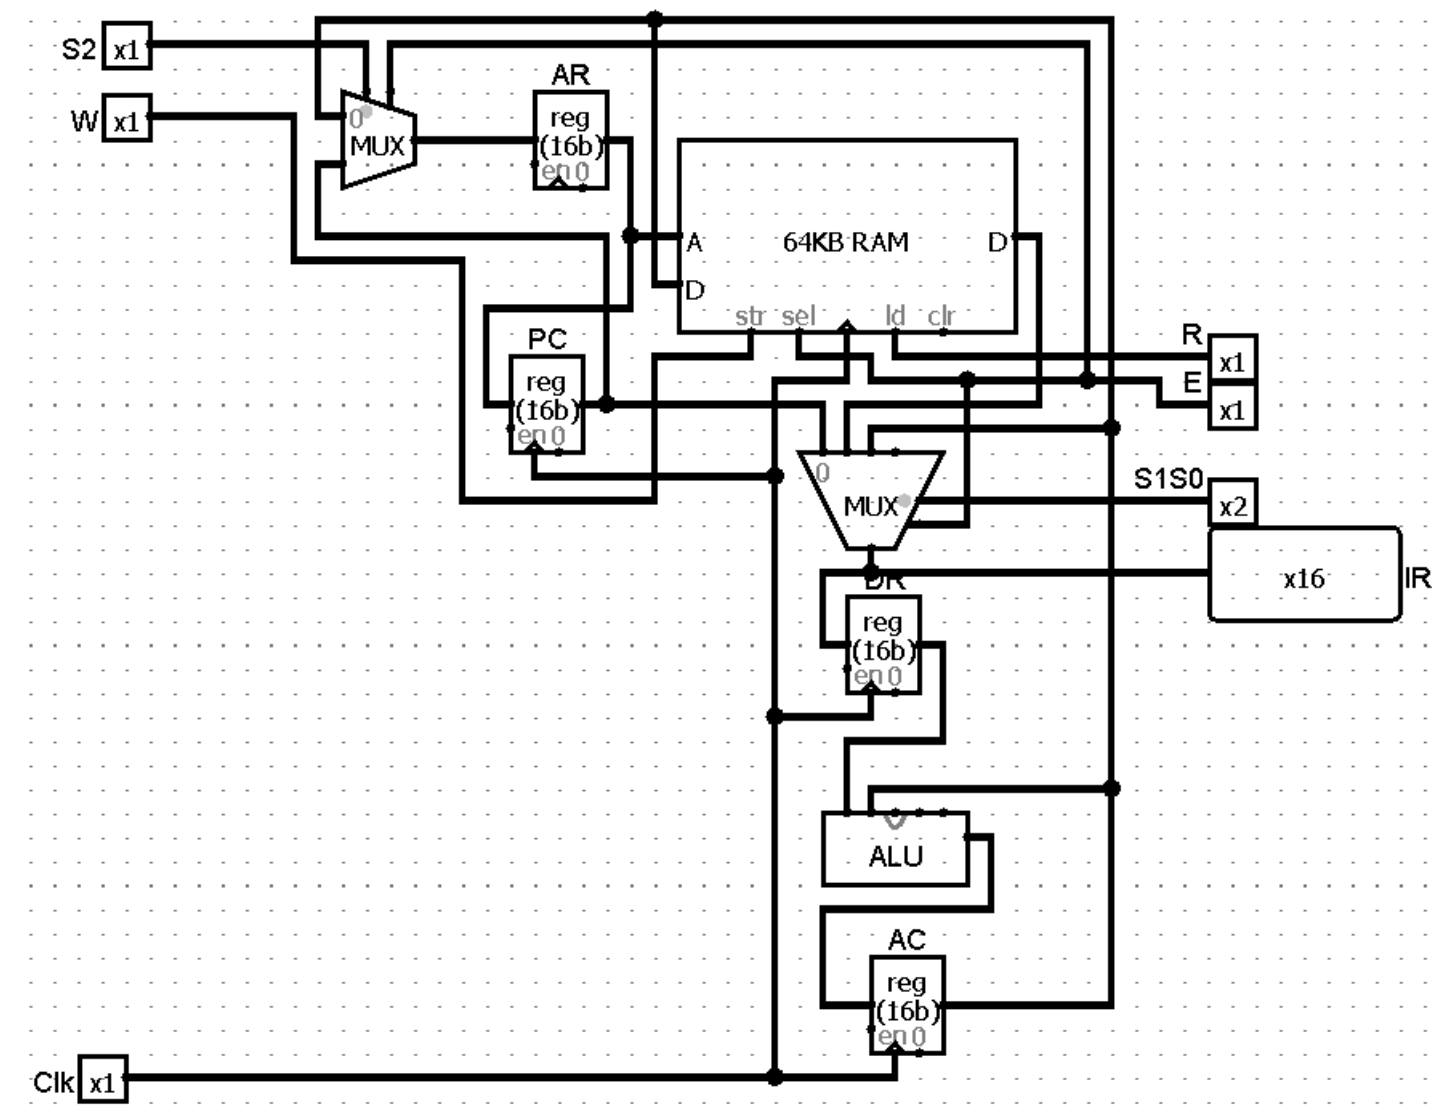 S2 x1
W x1
0
MUX
AR
reg
(16b)
en 0
64KB RAM
A
D
D
str sel ld clr
PC
reg
(16b)
en 0
R
x1
E
x1
0
MUX
S1S0
x2
x16
IR
DR
reg
(16b)
en 0
ALU
AC
reg
(16b)
en 0
Clk x1